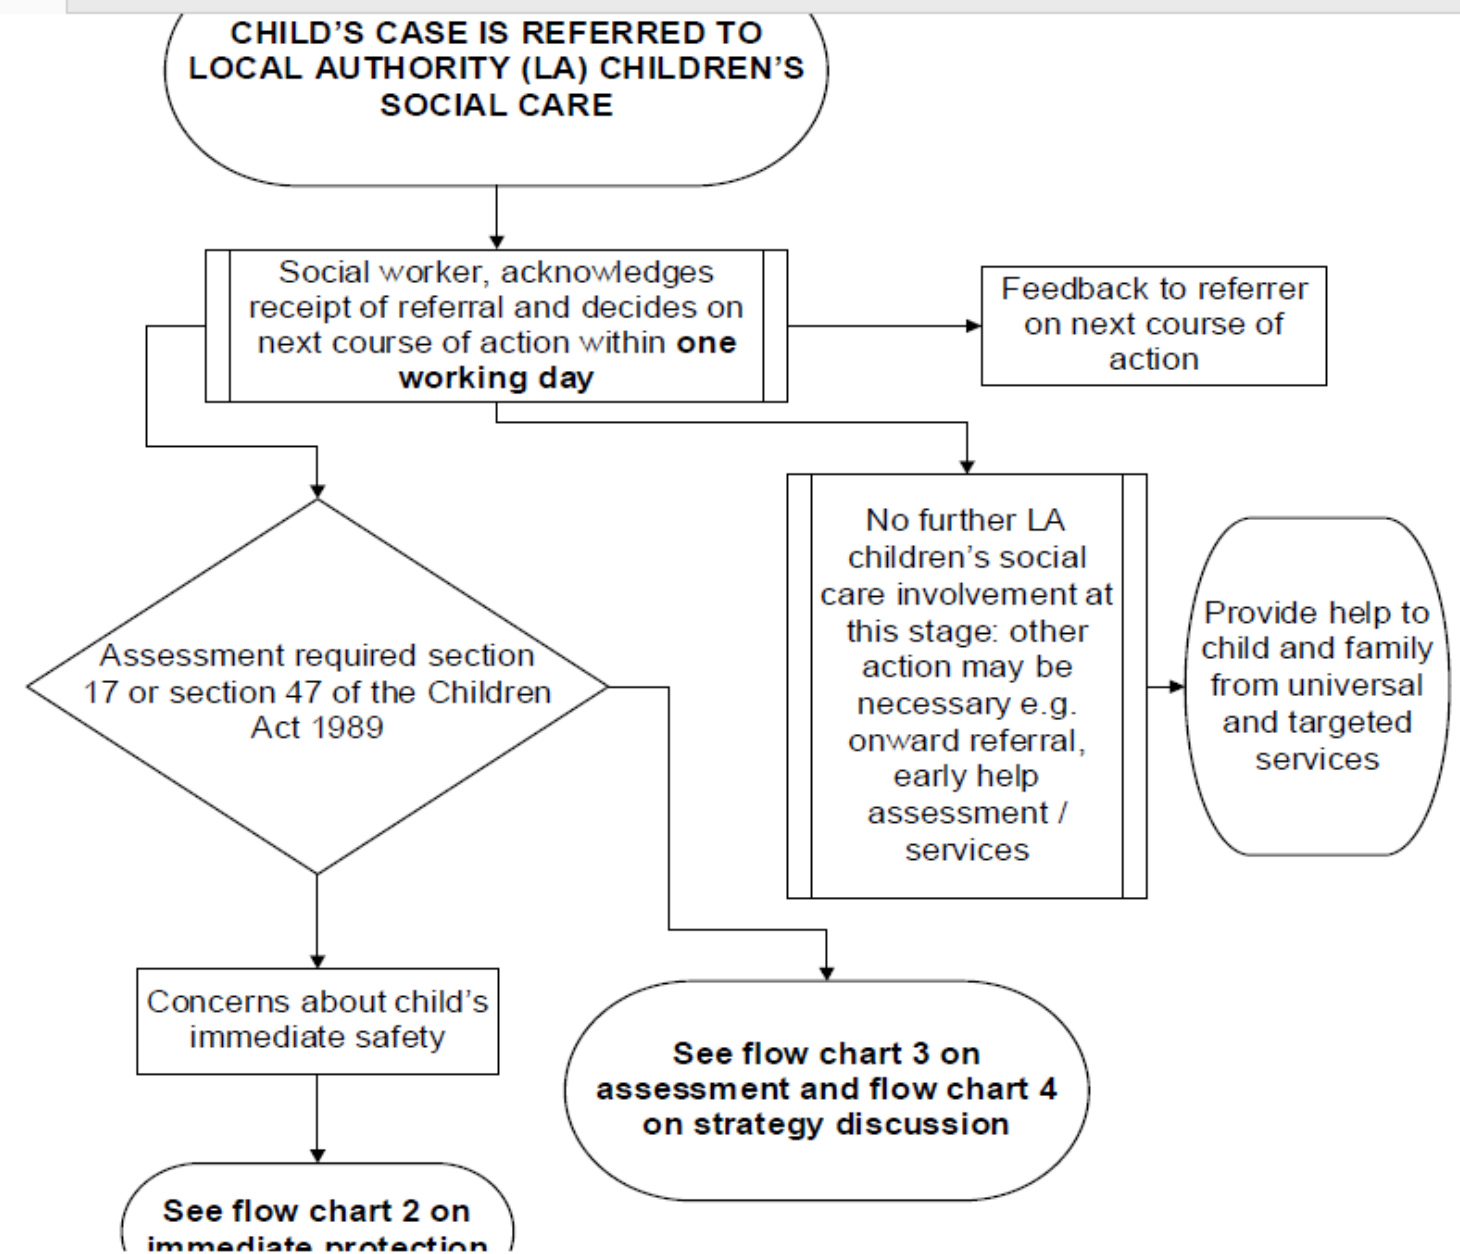 CHILD’S CASE IS REFERRED TO
LOCAL AUTHORITY (LA) CHILDREN’S
SOCIAL CARE
Social worker, acknowledges
receipt of referral and decides on
next course of action within one
working day
Feedback to referrer
on next course of
action
No further LA
children’s social
care involvement at
this stage: other
action may be
necessary e.g.
onward referral,
early help
assessment /
services
Provide help to
child and family
from universal
and targeted
services
Assessment required section
17 or section 47 of the Children
Act 1989
Concerns about child’s
immediate safety
See flow chart 3 on
assessment and flow chart 4
on strategy discussion
See flow chart 2 on
immediate protection